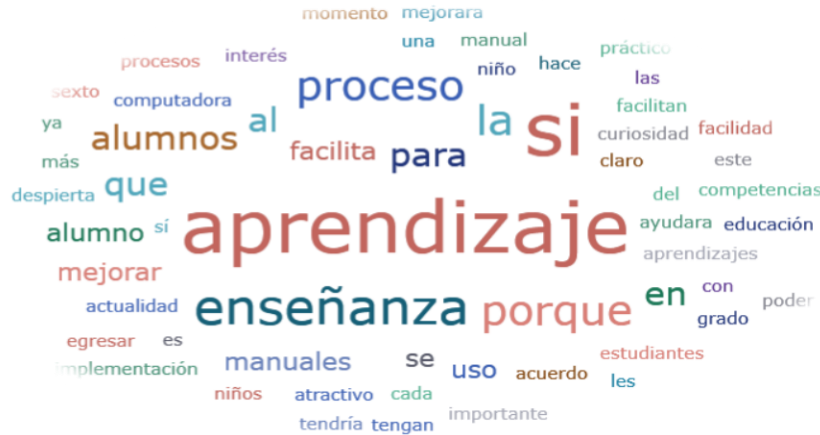 momento mejorara
una manual práctico
procesos interés proceso niño hace las
sexto computadora al la si facilitan
ya alumnos facilita para curiosidad facilidad
más claro este
despierta que del competencias
alumno sí aprendizaje ayudara educación
mejorar aprendizajes
actualidad enseñanza porque en con poder
grado
egresar es
implementación manuales se uso acuerdo estudiantes
les
niños atractivo cada
tendría tengan importante